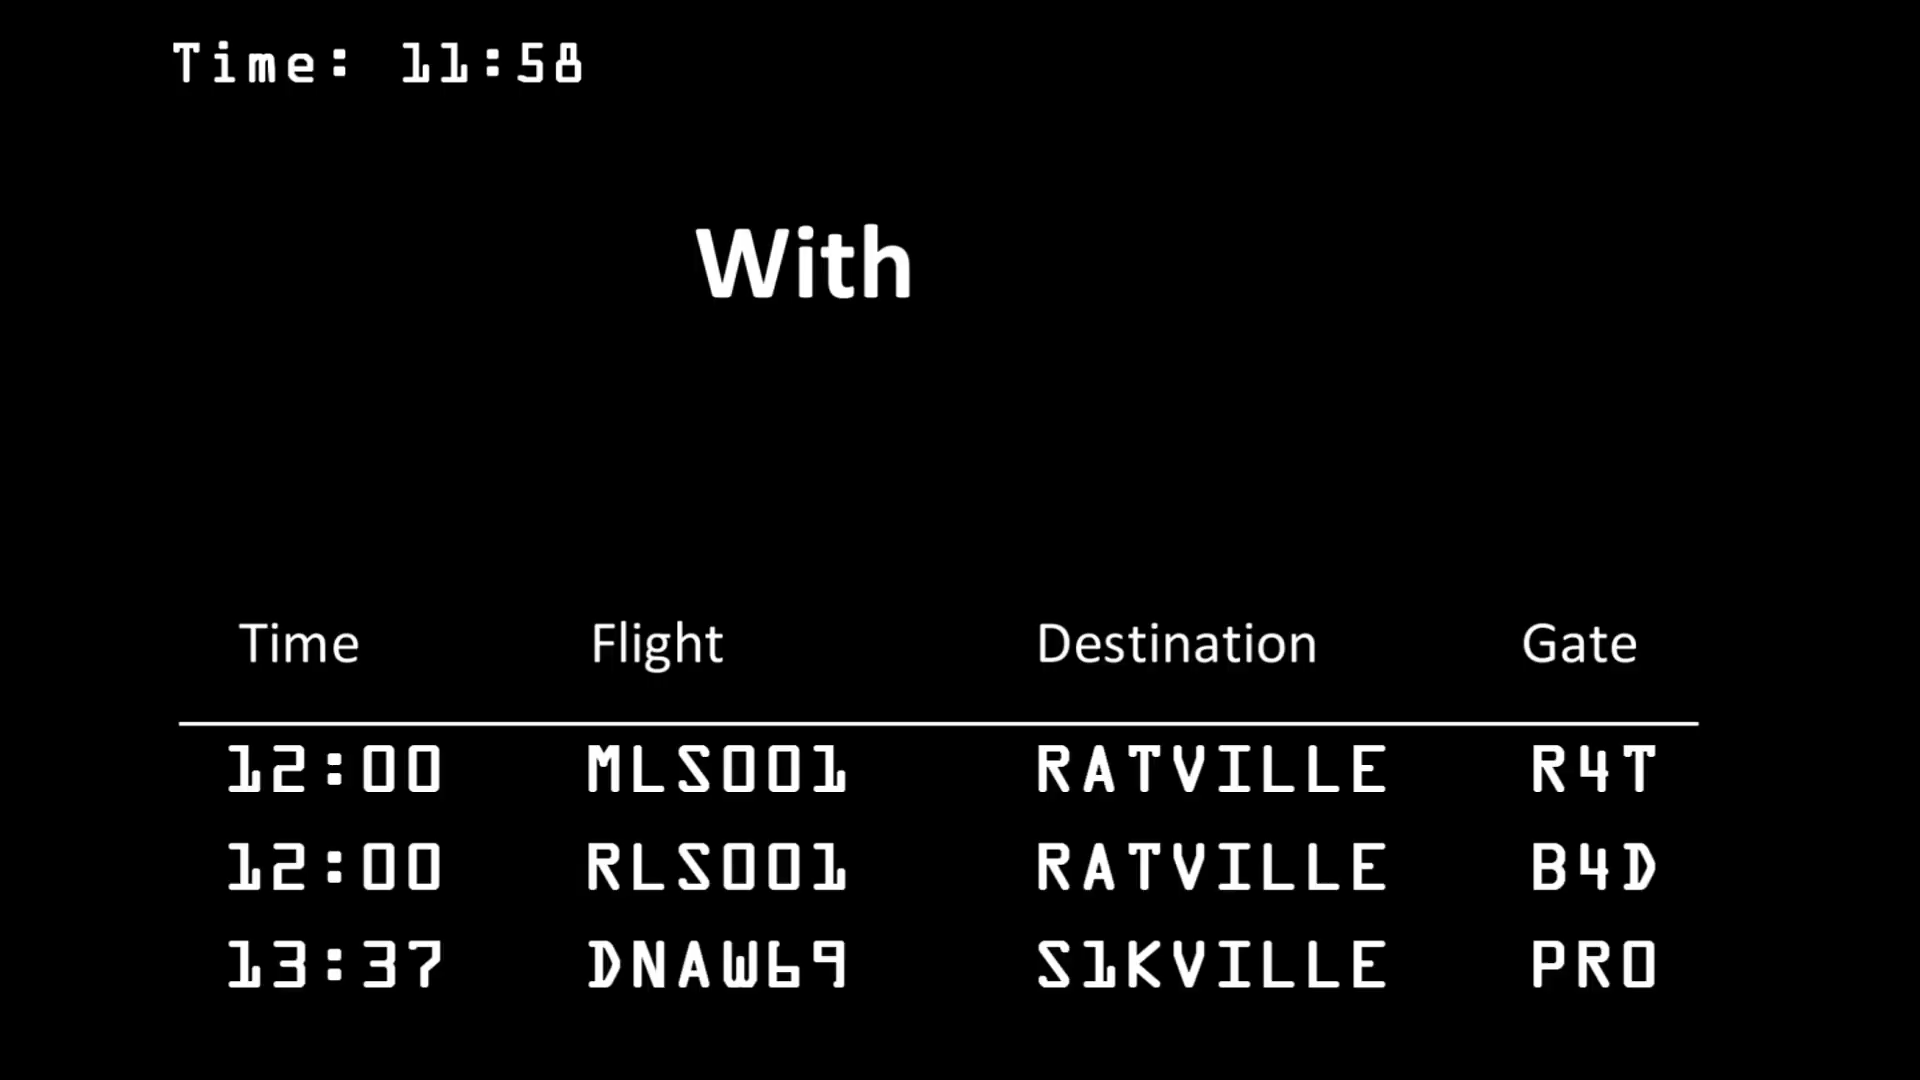 Time: 11:58
With
Time Flight Destination Gate
12:00 MLS001 RATVILLE R4T
12:00 RLS001 RATVILLE B4D
13:37 DNAW69 S1KVILLE PRO